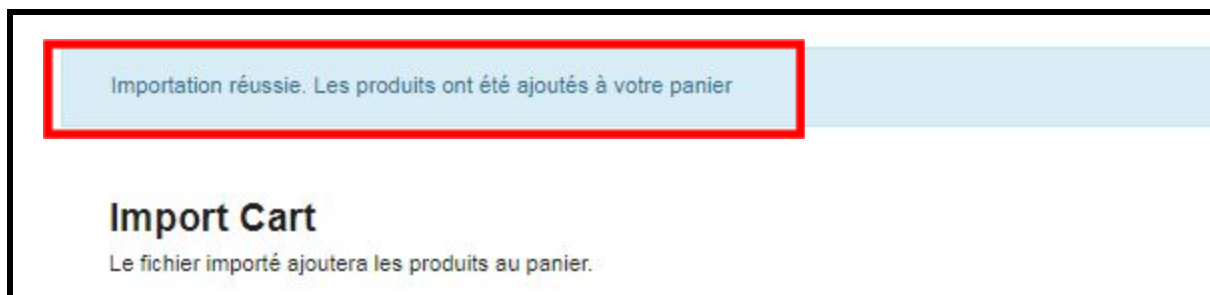 Importation réussie. Les produits ont été ajoutés à votre panier
Import Cart
Le fichier importé ajoutera les produits au panier.